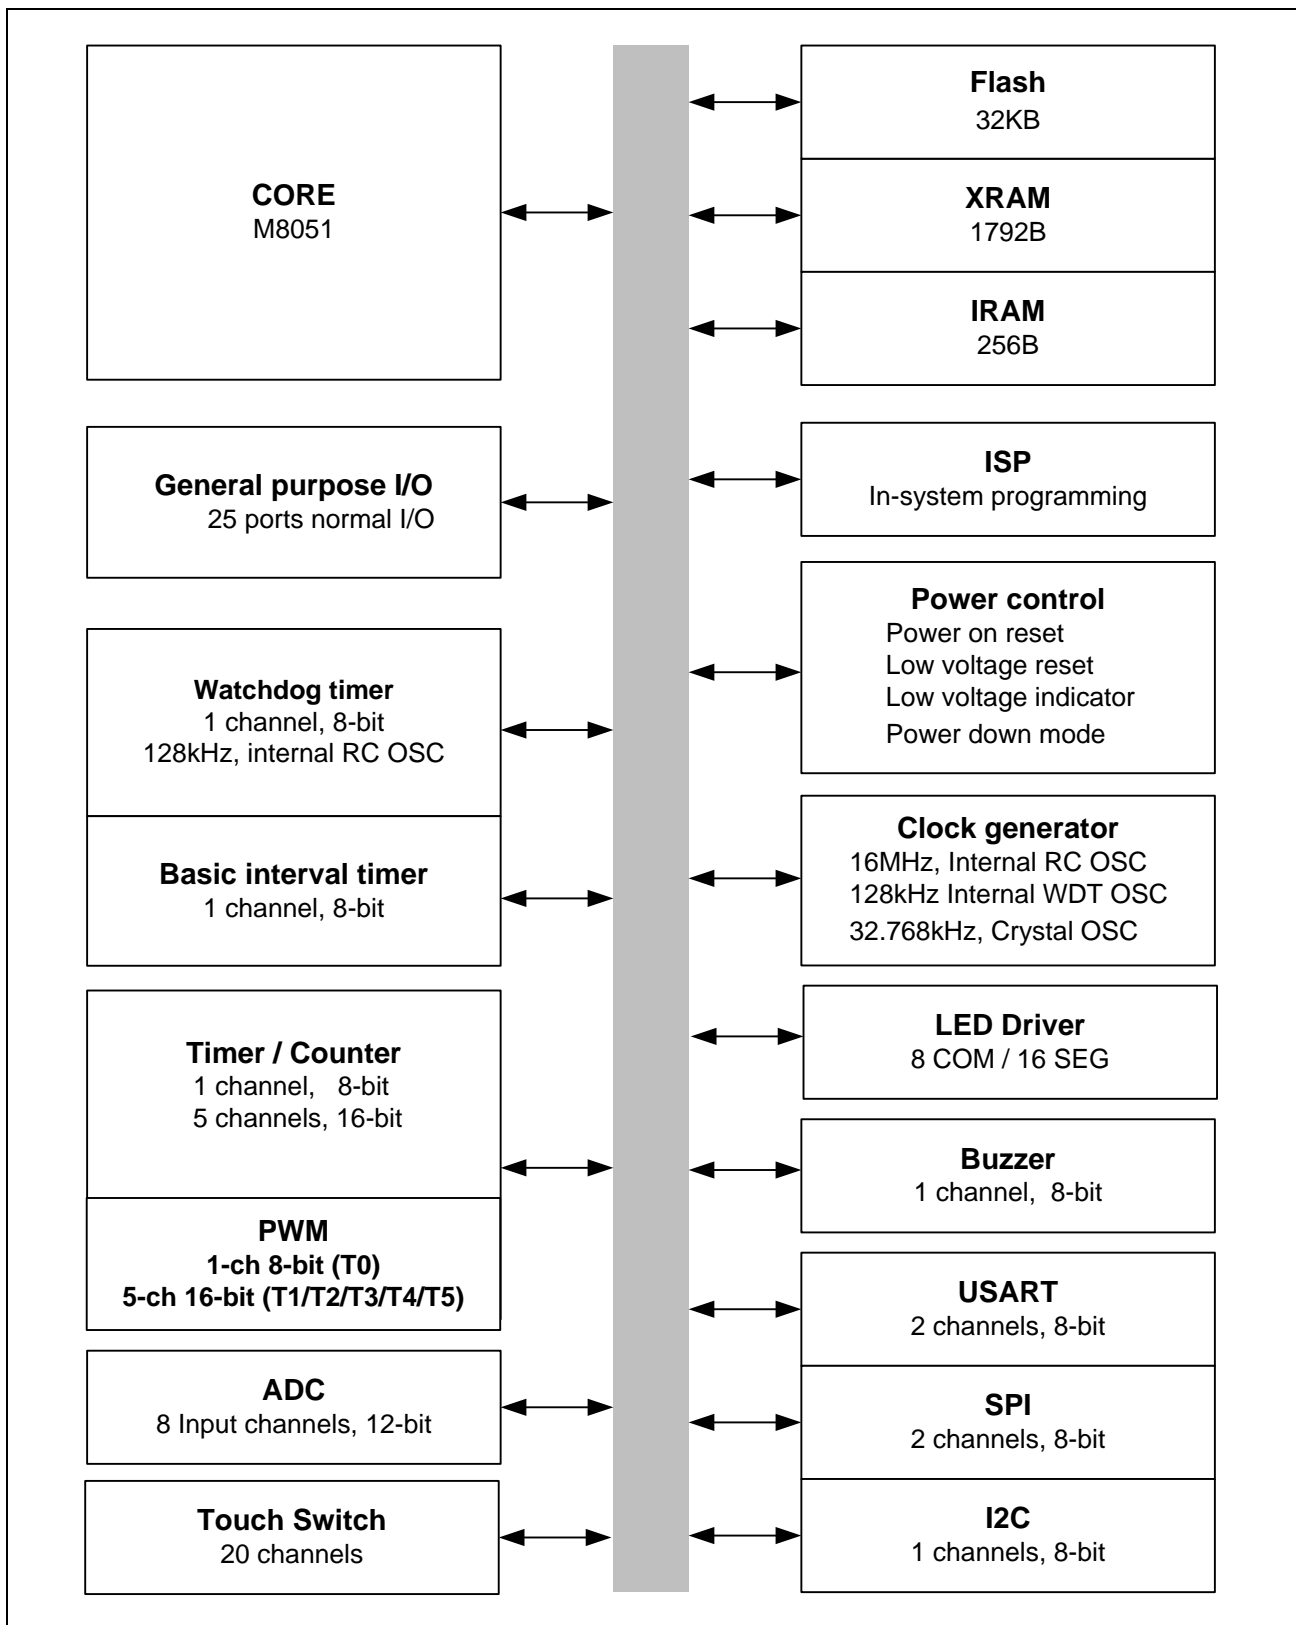 CORE
M8051
General purpose I/O
25 ports normal I/O
Watchdog timer
1 channel, 8-bit
128kHz, internal RC OSC
Basic interval timer
1 channel, 8-bit
Timer / Counter
1 channel, 8-bit
5 channels, 16-bit
PWM
1-ch 8-bit (T0)
5-ch 16-bit (T1/T2/T3/T4/T5)
ADC
8 Input channels, 12-bit
Touch Switch
20 channels
Flash
32KB
XRAM
1792B
IRAM
256B
ISP
In-system programming
Power control
Power on reset
Low voltage reset
Low voltage indicator
Power down mode
Clock generator
16MHz, Internal RC OSC
128kHz Internal WDT OSC
32.768kHz, Crystal OSC
LED Driver
8 COM / 16 SEG
Buzzer
1 channel, 8-bit
USART
2 channels, 8-bit
SPI
2 channels, 8-bit
I2C
1 channels, 8-bit